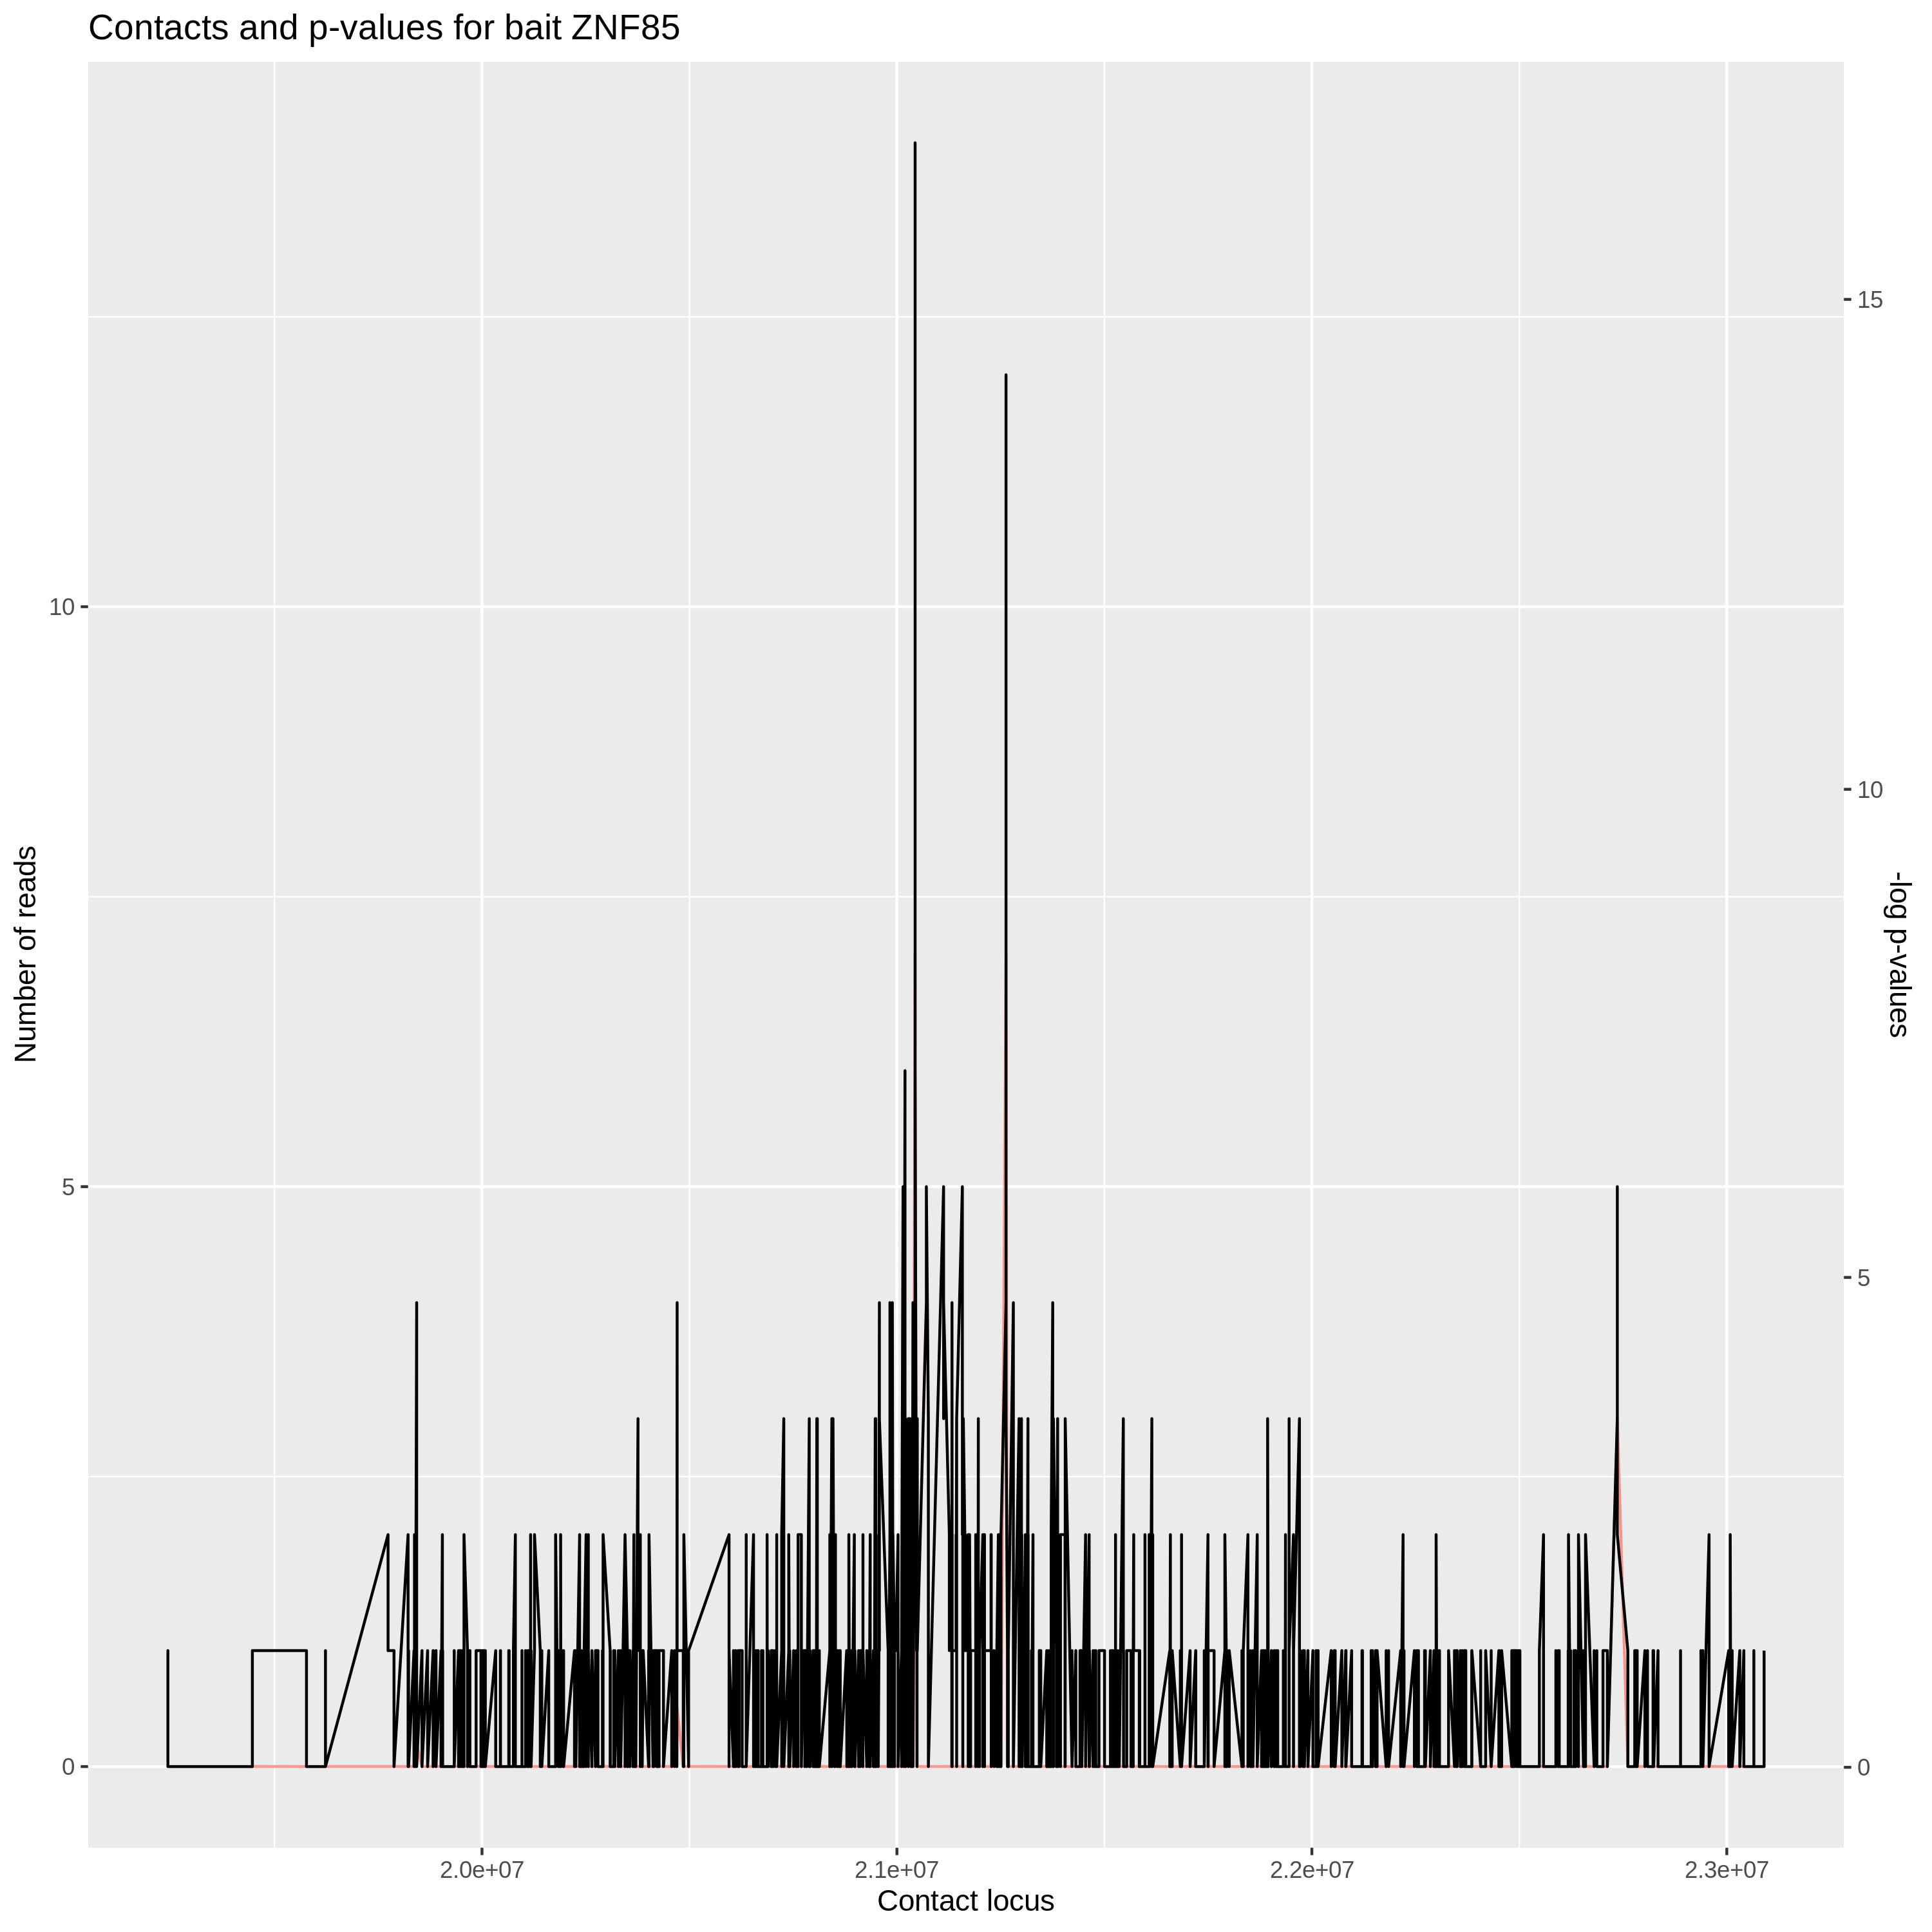 Contacts and p-values for bait ZNF85
15
10
10
Number of reads
-log p-values
5
5
0
0
2.0e+07
2.1e+07
2.2e+07
2.3e+07
Contact locus